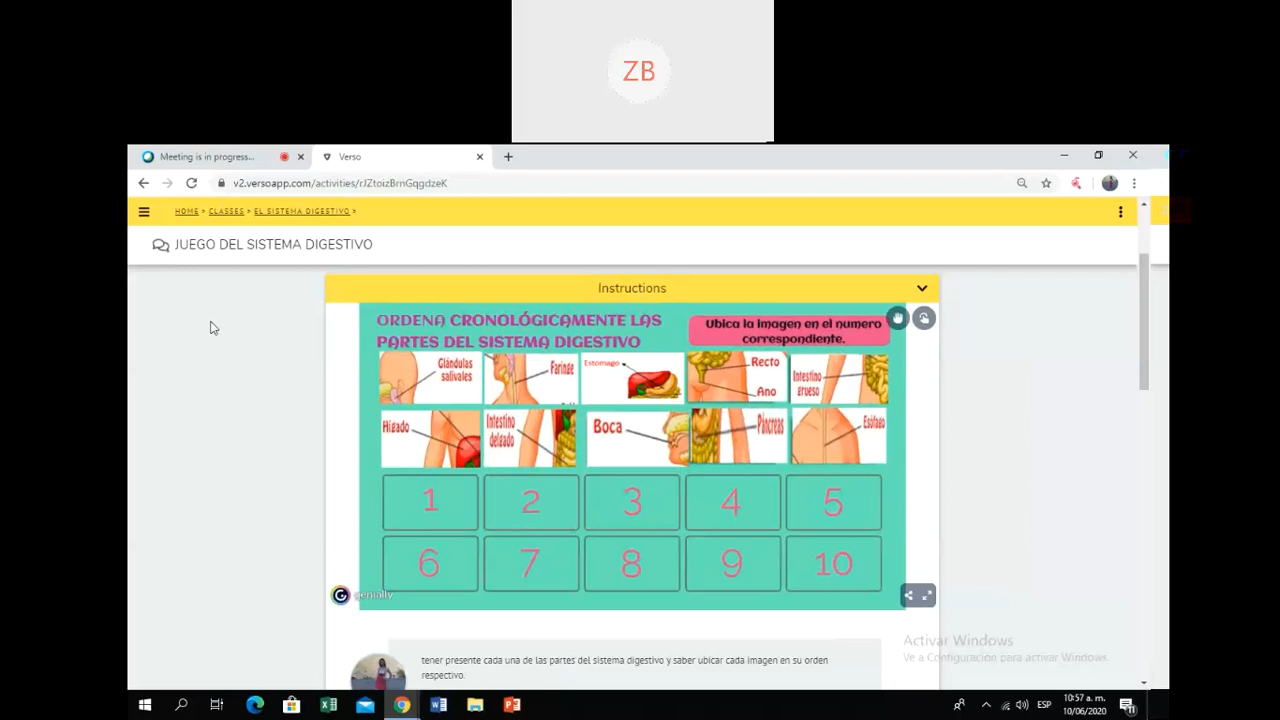 ZB
Meeting is in progress...
Verso
v2.versoapp.com/activities/rJZtoizBrnGqgdzeK
HOME > CLASSES > EL SISTEMA DIGESTIVO >
JUEGO DEL SISTEMA DIGESTIVO
Instructions
ORDENA CRONOLÓGICAMENTE LAS
PARTES DEL SISTEMA DIGESTIVO
Ubica la imagen en el numero
correspondiente.
Glándulas
salivales
Faringe
Estomago
Recto
Ano
Intestino
grueso
Hígado
Intestino
delgado
Boca
Páncreas
Esófago
1 2 3 4 5
6 7 8 9 10
genially
tener presente cada una de las partes del sistema digestivo y saber ubicar cada imagen en su orden
respectivo.
Activar Windows
Ve a Configuración para activar Windows.
ESP
10:57 a. m.
10/06/2020